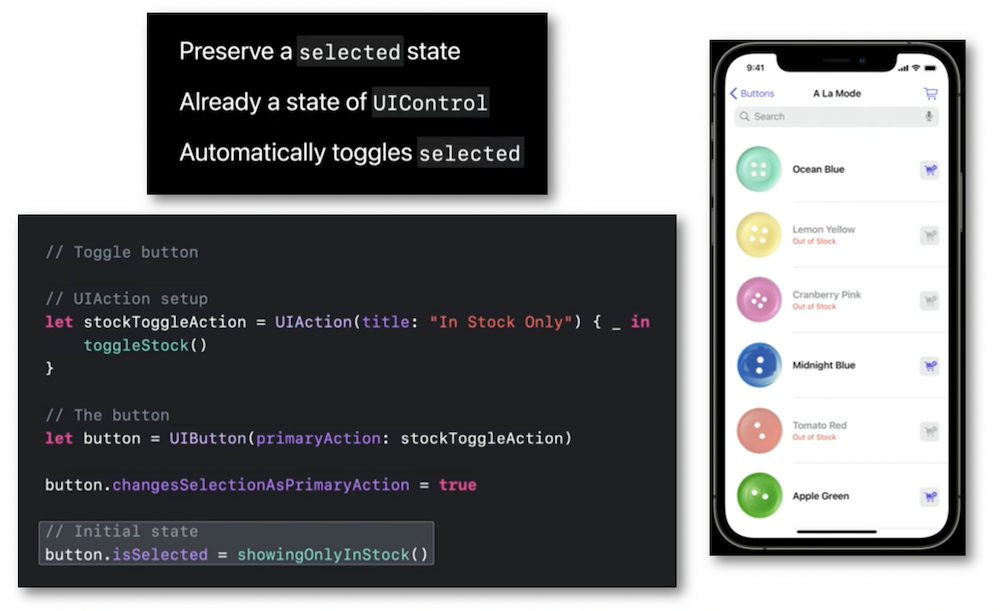 Preserve a selected state
Already a state of UIControl
Automatically toggles selected
// Toggle button
// UIAction setup
let stockToggleAction = UIAction(title: "In Stock Only") { _ in
toggleStock()
}
// The button
let button = UIButton(primaryAction: stockToggleAction)
button.changesSelectionAsPrimaryAction = true
// Initial state
button.isSelected = showingOnlyInStock()
9:41
Buttons
A La Mode
Search
Ocean Blue
Lemon Yellow
Out of Stock
Cranberry Pink
Out of Stock
Midnight Blue
Tomato Red
Out of Stock
Apple Green